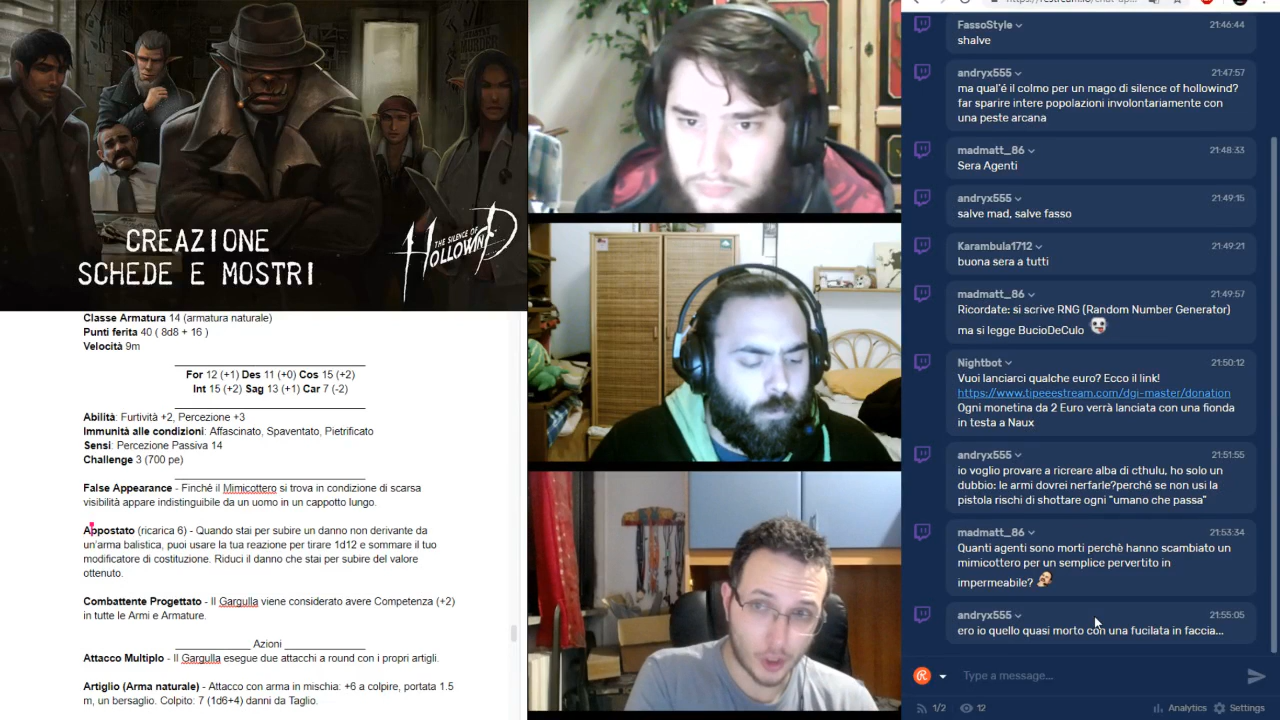 CREAZIONE
SCHEDE E MOSTRI
THE SILENCE OF
HOLLOWIND
Classe Armatura 14 (armatura naturale)
Punti ferita 40 ( 8d8 + 16 )
Velocità 9m
For 12 (+1) Des 11 (+0) Cos 15 (+2)
Int 15 (+2) Sag 13 (+1) Car 7 (-2)
Abilità: Furtività +2, Percezione +3
Immunità alle condizioni: Affascinato, Spaventato, Pietrificato
Sensi: Percezione Passiva 14
Challenge 3 (700 pe)
False Appearance - Finché il Mimicottero si trova in condizione di scarsa
visibilità appare indistinguibile da un uomo in un cappotto lungo.
Appostato (ricarica 6) - Quando stai per subire un danno non derivante da
un'arma balistica, puoi usare la tua reazione per tirare 1d12 e sommare il tuo
modificatore di costituzione. Riduci il danno che stai per subire del valore
ottenuto.
Combattente Progettato - Il Gargulla viene considerato avere Competenza (+2)
in tutte le Armi e Armature.
Azioni
Attacco Multiplo - Il Gargulla esegue due attacchi a round con i propri artigli.
Artiglio (Arma naturale) - Attacco con arma in mischia: +6 a colpire, portata 1.5
m, un bersaglio. Colpito: 7 (1d6+4) danni da Taglio.
FassoStyle 21:46:44
shalve
andryx555 21:47:57
ma qual'é il colmo per un mago di silence of hollowind?
far sparire intere popolazioni involontariamente con
una peste arcana
madmatt_86 21:48:33
Sera Agenti
andryx555 21:49:15
salve mad, salve fasso
Karambula1712 21:49:21
buona sera a tutti
madmatt_86 21:49:57
Ricordate: si scrive RNG (Random Number Generator)
ma si legge BucioDeCulo
Nightbot 21:50:12
Vuoi lanciarci qualche euro? Ecco il link!
https://www.tipeeestream.com/dgi-master/donation
Ogni monetina da 2 Euro verrà lanciata con una fionda
in testa a Naux
andryx555 21:51:55
io voglio provare a ricreare alba di cthulu, ho solo un
dubbio: le armi dovrei nerfarle?perché se non usi la
pistola rischi di shottare ogni "umano che passa"
madmatt_86 21:53:34
Quanti agenti sono morti perchè hanno scambiato un
mimicottero per un semplice pervertito in
impermeabile?
andryx555 21:55:05
ero io quello quasi morto con una fucilata in faccia...
Type a message...
1/2 12 Analytics Settings